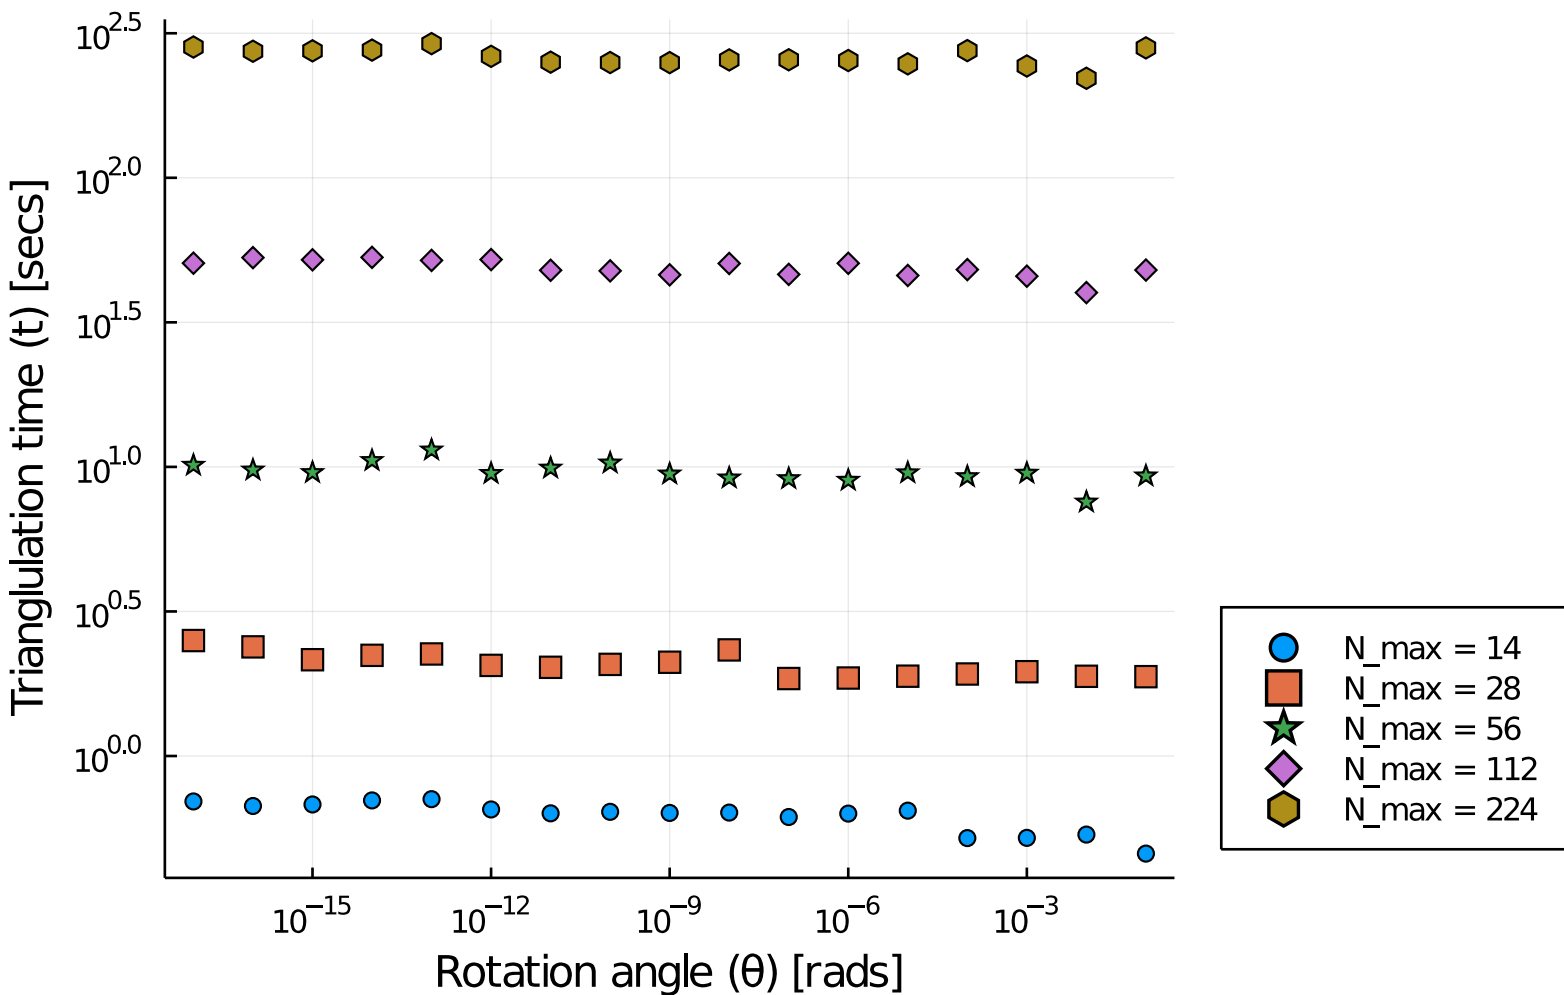 10^2.5
10^2.0
10^1.5
10^1.0
10^0.5
10^0.0
Trianglulation time (t) [secs]
10^−15
10^−12
10^−9
10^−6
10^−3
Rotation angle (θ) [rads]
N_max = 14
N_max = 28
N_max = 56
N_max = 112
N_max = 224